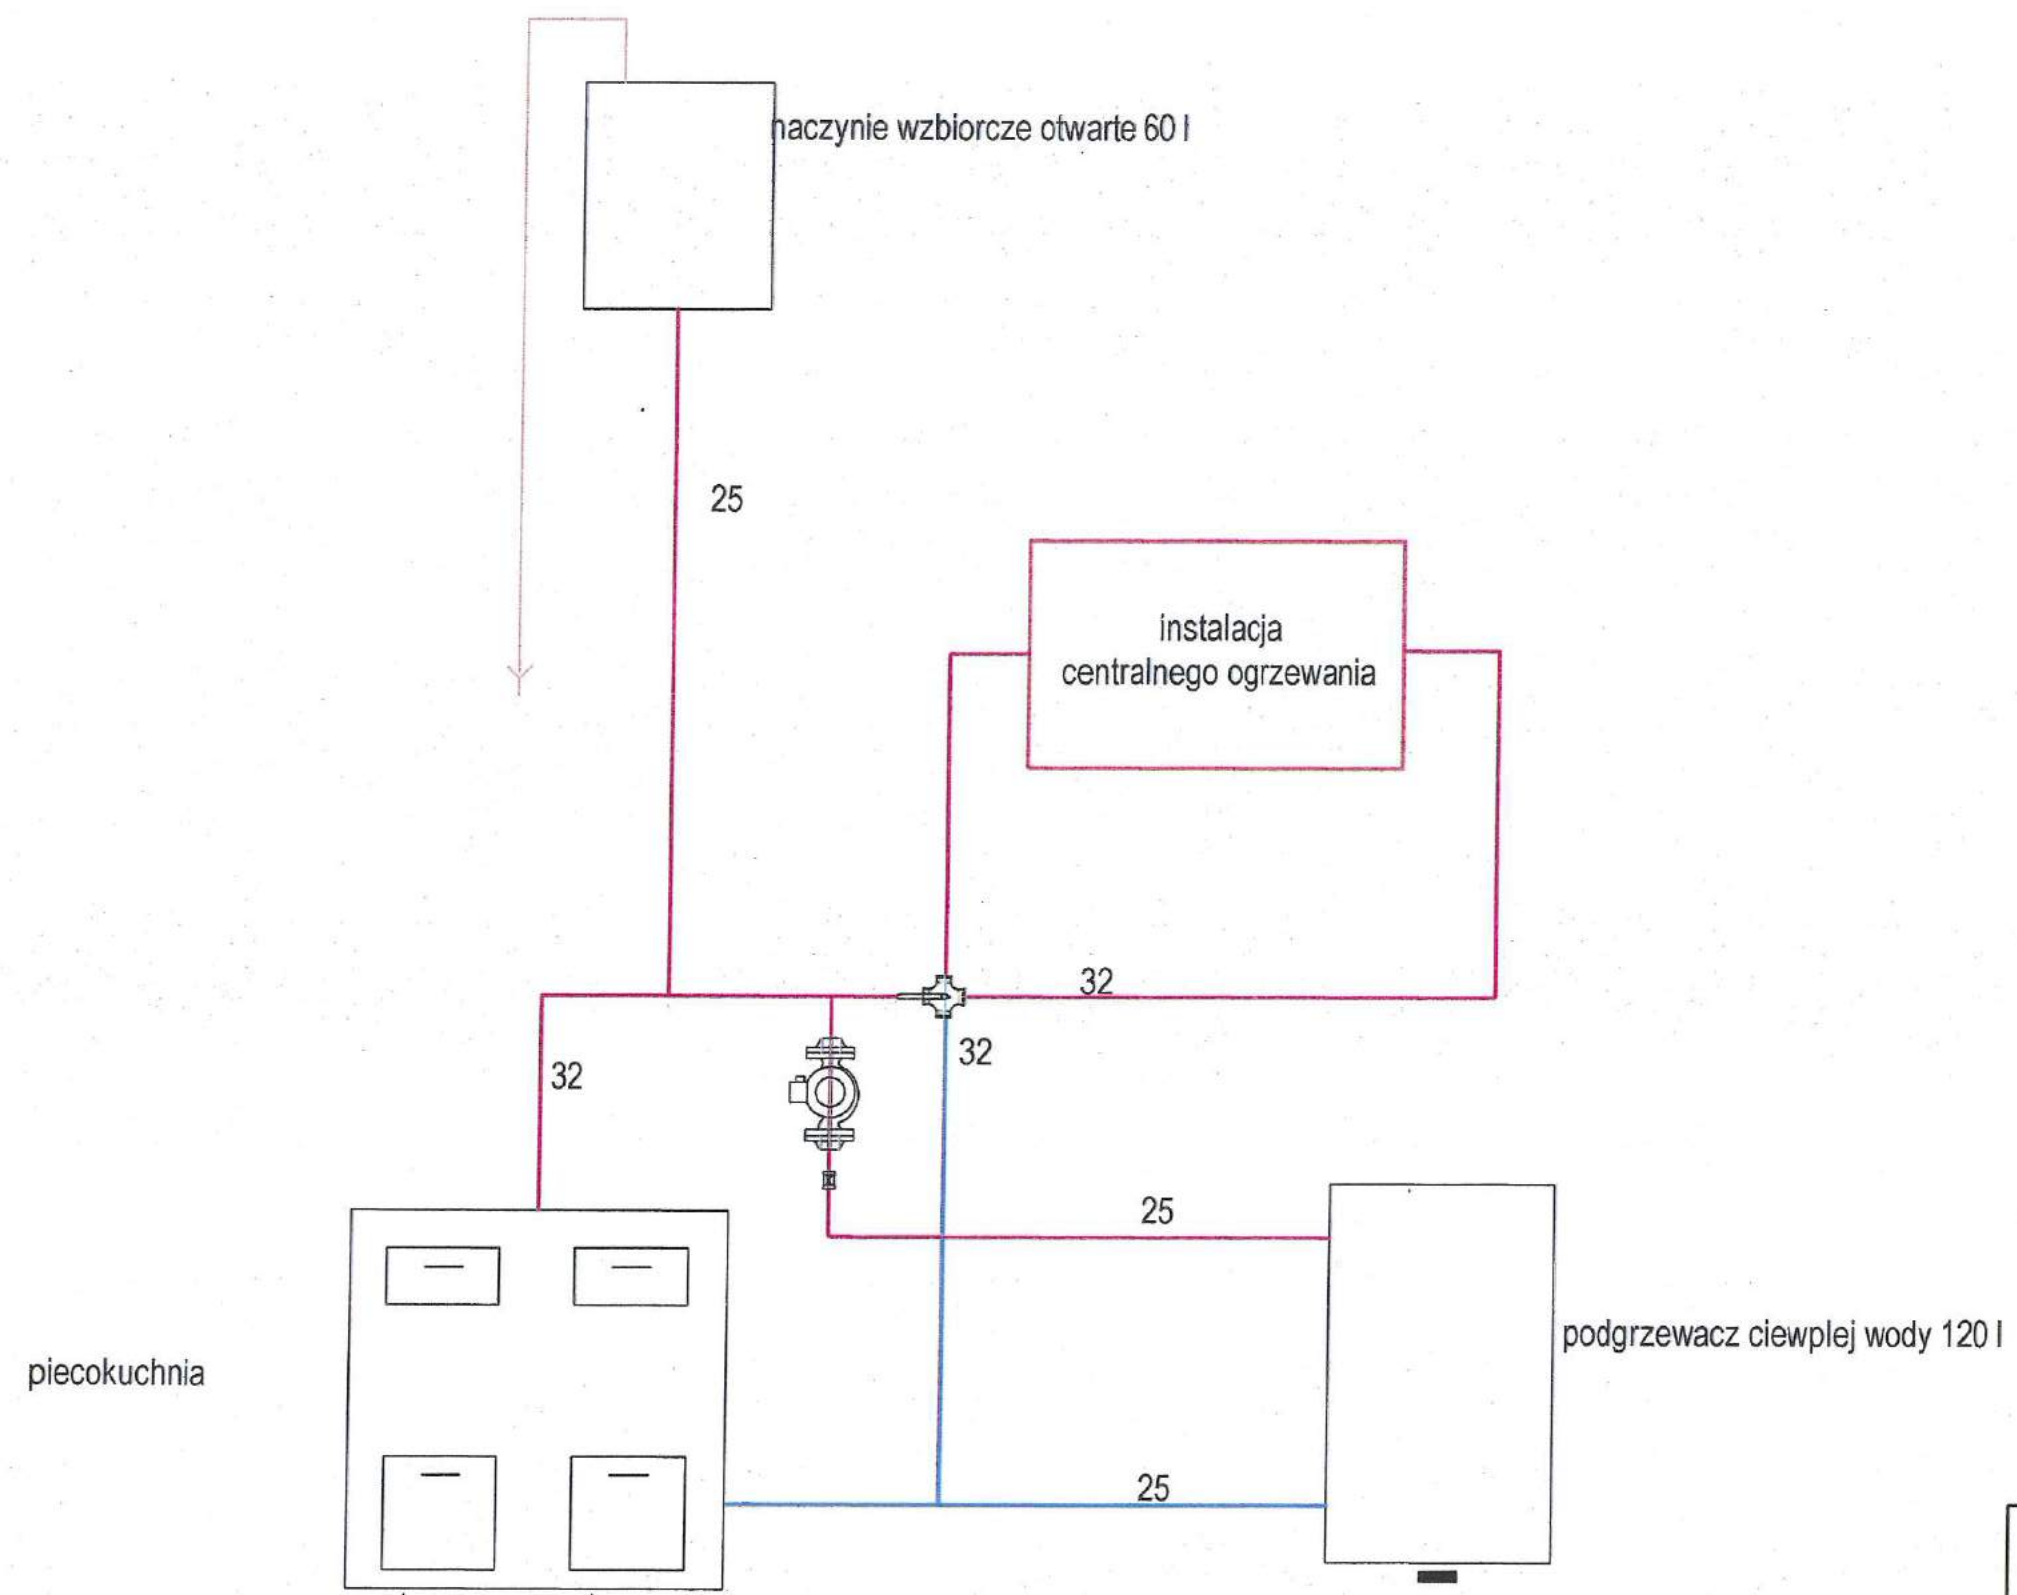 naczynie wzbiorcze otwarte 60 l
25
instalacja
centralnego ogrzewania
32
32
32
25
podgrzewacz ciewplej wody 120 l
piecokuchnia
25